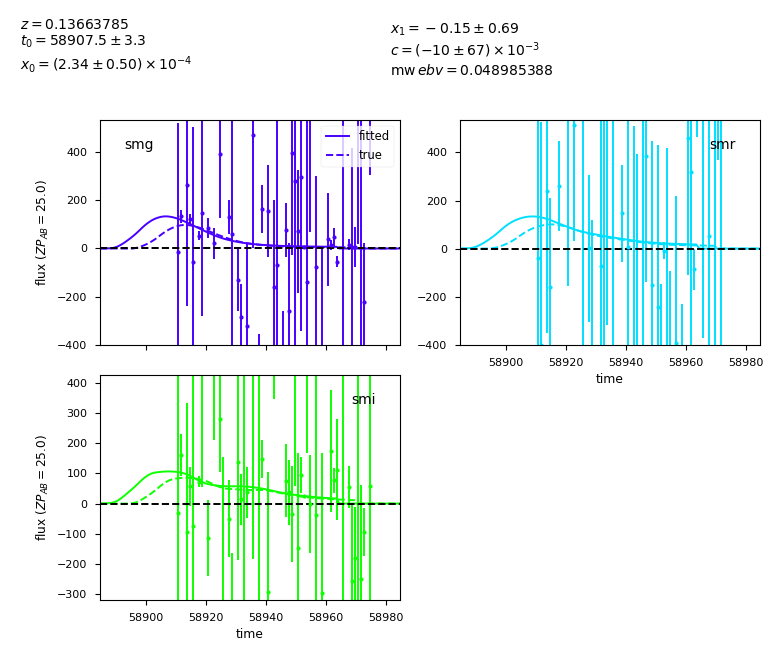 z = 0.13663785
t0 = 58907.5 ± 3.3
x0 = (2.34 ± 0.50) × 10^−4
x1 = −0.15 ± 0.69
c = (−10 ± 67) × 10^−3
mw ebv = 0.048985388
smg
fitted
true
400
200
0
−200
−400
flux (ZP_AB = 25.0)
smr
400
200
0
−200
−400
58900 58920 58940 58960 58980
time
smi
400
300
200
100
0
−100
−200
−300
flux (ZP_AB = 25.0)
58900 58920 58940 58960 58980
time